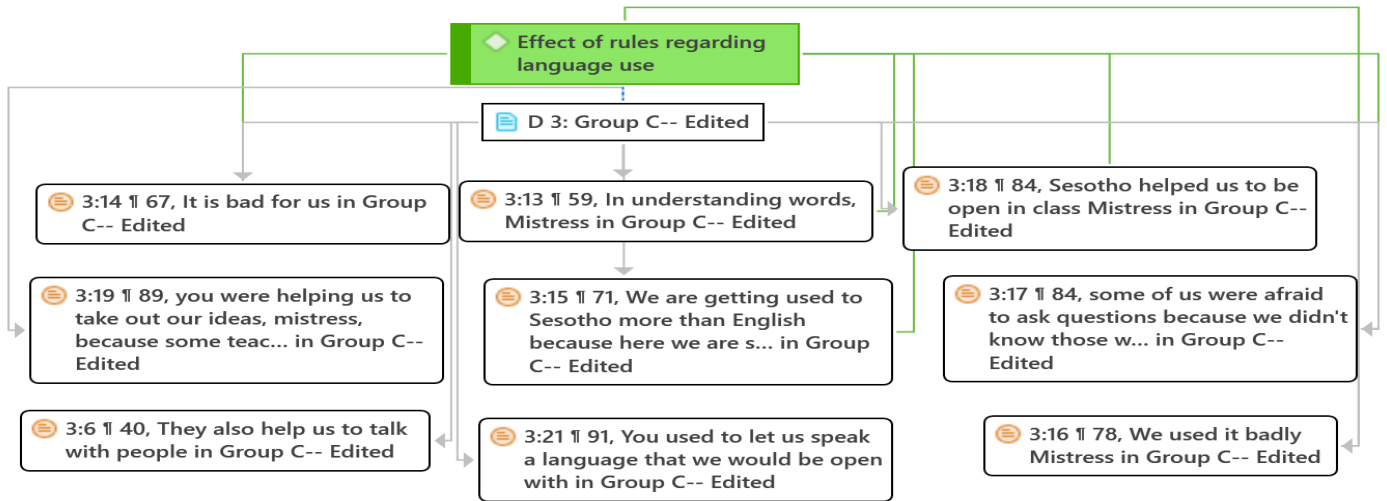 Effect of rules regarding
language use
D 3: Group C-- Edited
3:14 ¶ 67, It is bad for us in Group
C-- Edited
3:13 ¶ 59, In understanding words,
Mistress in Group C-- Edited
3:18 ¶ 84, Sesotho helped us to be
open in class Mistress in Group C--
Edited
3:19 ¶ 89, you were helping us to
take out our ideas, mistress,
because some teac... in Group C--
Edited
3:15 ¶ 71, We are getting used to
Sesotho more than English
because here we are s... in Group
C-- Edited
3:17 ¶ 84, some of us were afraid
to ask questions because we didn't
know those w... in Group C--
Edited
3:6 ¶ 40, They also help us to talk
with people in Group C-- Edited
3:21 ¶ 91, You used to let us speak
a language that we would be open
with in Group C-- Edited
3:16 ¶ 78, We used it badly
Mistress in Group C-- Edited